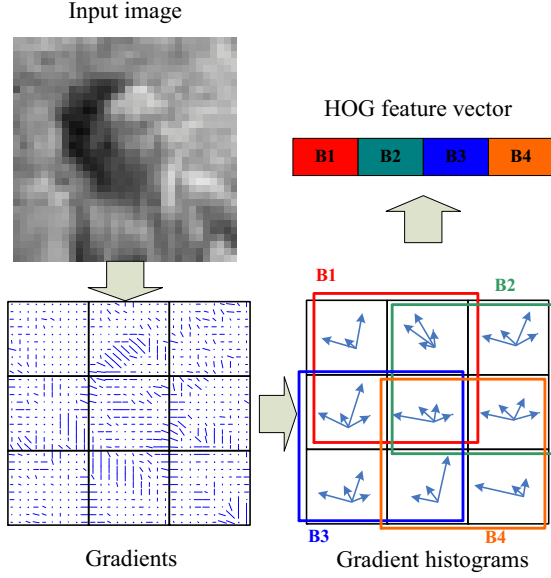 Input image
HOG feature vector
B1 B2 B3 B4
B1
B2
B3
B4
Gradients
Gradient histograms